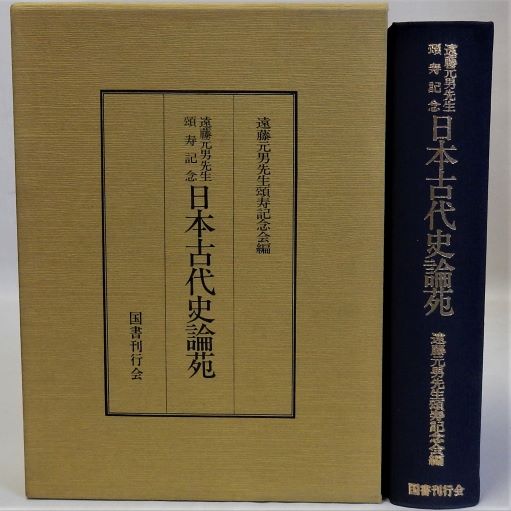 遠藤元男先生頌寿記念会編
遠藤元男先生
頌寿記念
日本古代史論苑
国書刊行会
遠藤元男先生
頌寿記念
日本古代史論苑
遠藤元男先生頌寿記念会編
国書刊行会